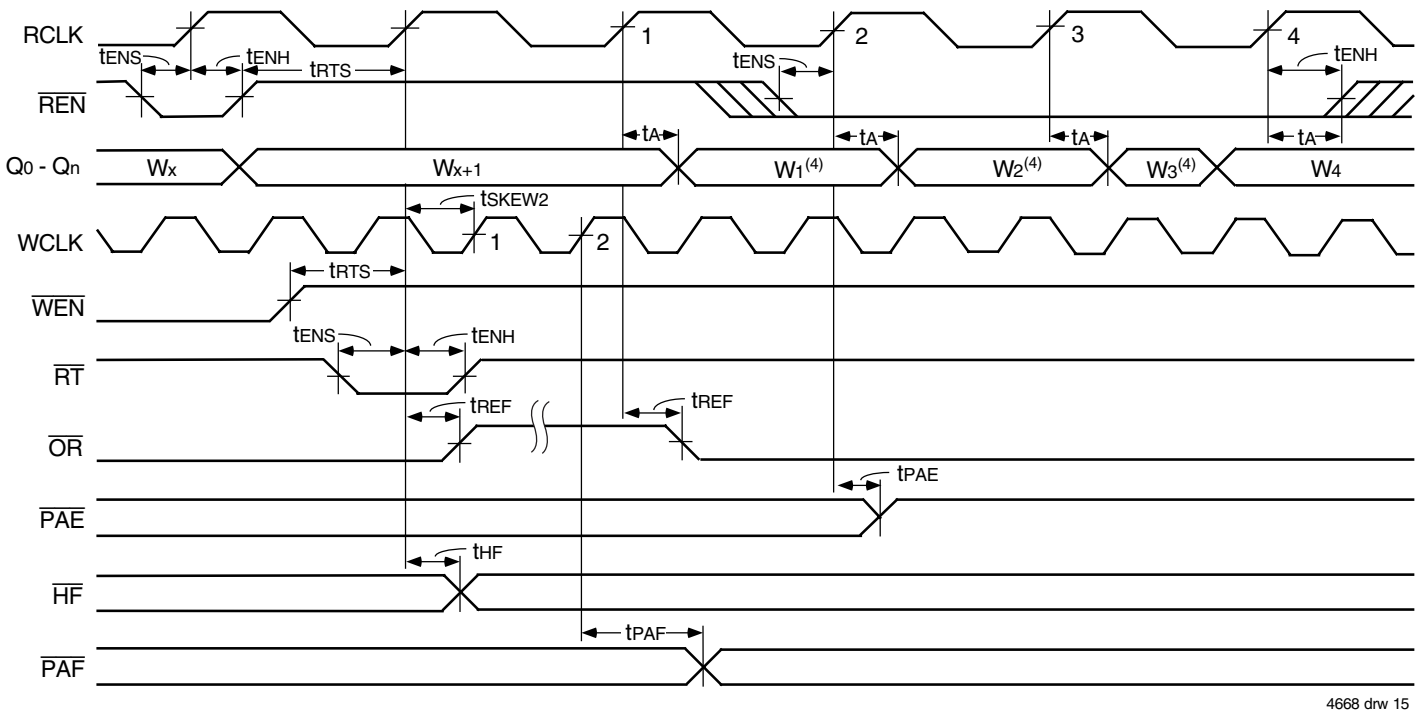 RCLK 1 2 3 4
tENS tENH tRTS tENS tENH
REN
tA tA tA tA
Q0 - Qn Wx Wx+1 W1(4) W2(4) W3(4) W4
tSKEW2
WCLK 1 2
tRTS
WEN
tENS tENH
RT
tREF tREF
OR
tPAE
PAE
tHF
HF
tPAF
PAF
4668 drw 15